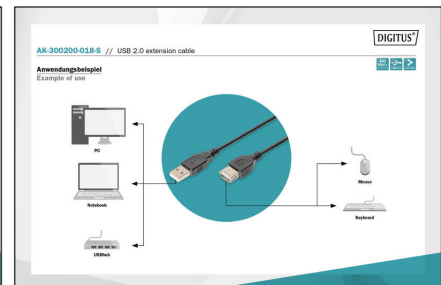 DIGITUS®
AK-300200-018-S // USB 2.0 extension cable
Anwendungsbeispiel
Example of use
PC
Notebook
USBhub
Mouse
Keyboard